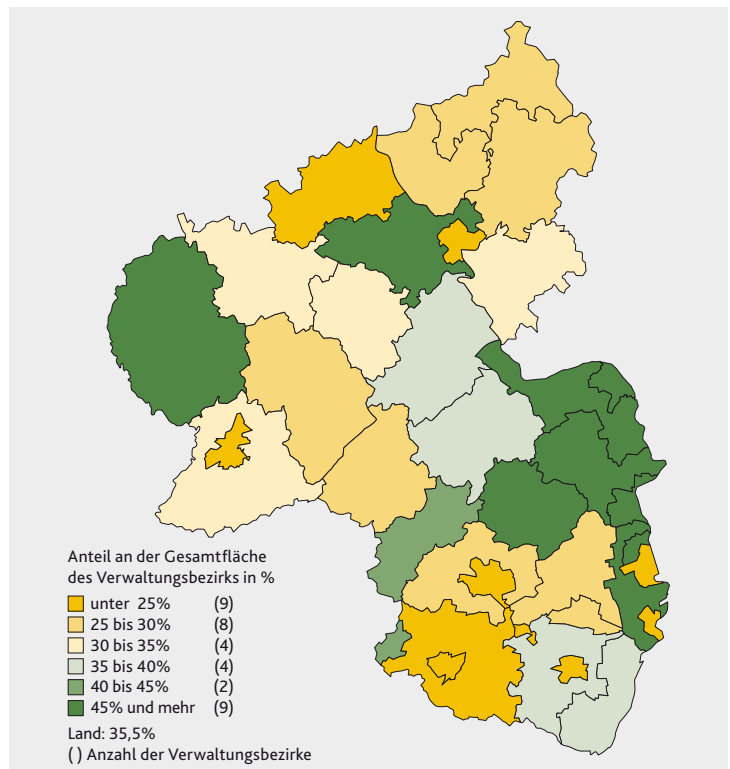 Anteil an der Gesamtfläche
des Verwaltungsbezirks in %
unter 25% (9)
25 bis 30% (8)
30 bis 35% (4)
35 bis 40% (4)
40 bis 45% (2)
45% und mehr (9)
Land: 35,5%
( ) Anzahl der Verwaltungsbezirke